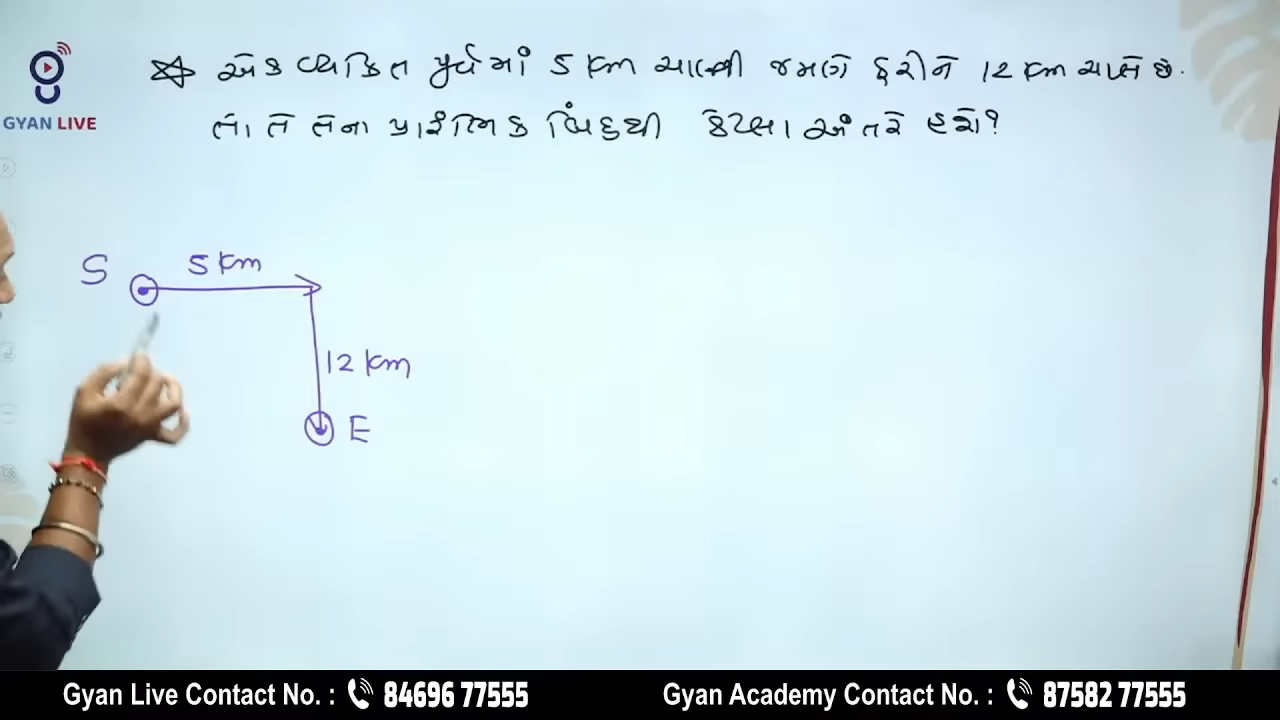 GYAN LIVE
એક વ્યકિત પુર્વમાં 5 km ચાલ્યી જમણે ફરીને 12 km ચાલે છે.
તો તે તેના પ્રારંભિક બિંદુથી કેટલા અંતરે હશે?
S 5 km
12 km
E
Gyan Live Contact No. : 84696 77555 Gyan Academy Contact No. : 87582 77555